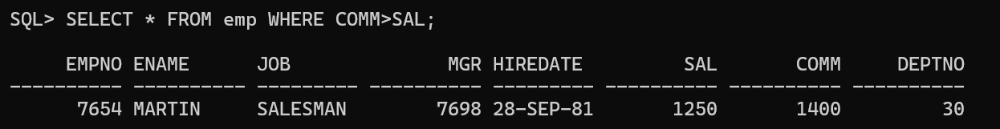 SQL> SELECT * FROM emp WHERE COMM>SAL;
     EMPNO ENAME      JOB              MGR HIREDATE         SAL       COMM     DEPTNO
---------- ---------- --------- ---------- --------- ---------- ---------- ----------
      7654 MARTIN     SALESMAN        7698 28-SEP-81       1250       1400         30